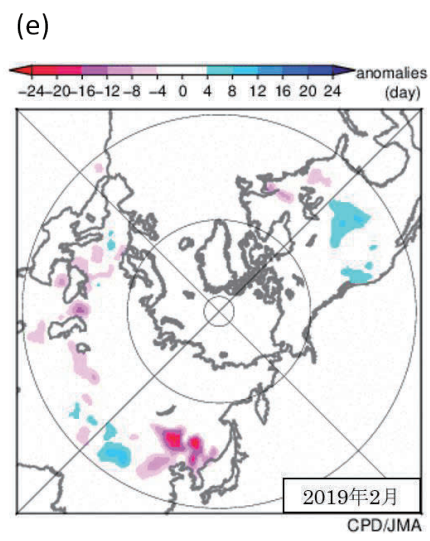 (e)
anomalies
−24−20−16−12−8 −4 0 4 8 12 16 20 24 (day)
2019年2月
CPD/JMA